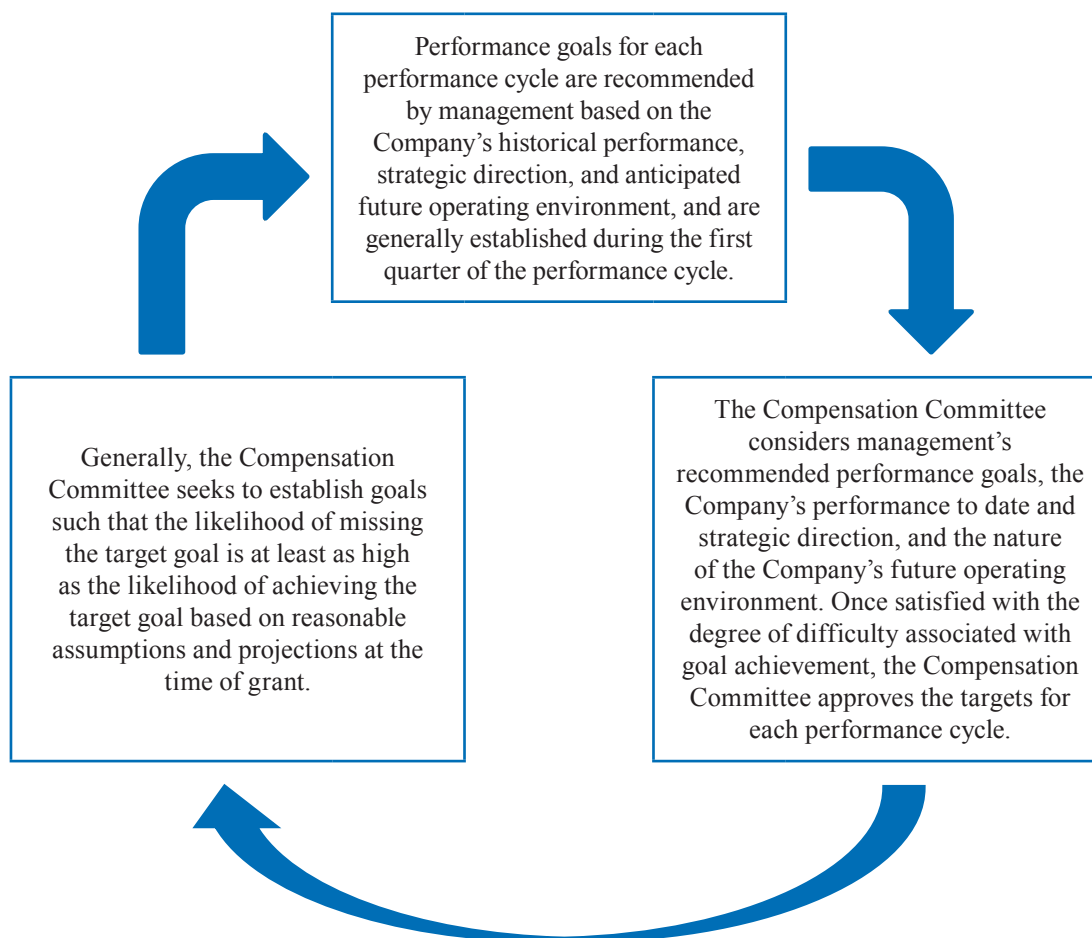 Performance goals for each
performance cycle are recommended
by management based on the
Company’s historical performance,
strategic direction, and anticipated
future operating environment, and are
generally established during the first
quarter of the performance cycle.
The Compensation Committee
considers management’s
recommended performance goals, the
Company’s performance to date and
strategic direction, and the nature
of the Company’s future operating
environment. Once satisfied with the
degree of difficulty associated with
goal achievement, the Compensation
Committee approves the targets for
each performance cycle.
Generally, the Compensation
Committee seeks to establish goals
such that the likelihood of missing
the target goal is at least as high
as the likelihood of achieving the
target goal based on reasonable
assumptions and projections at the
time of grant.